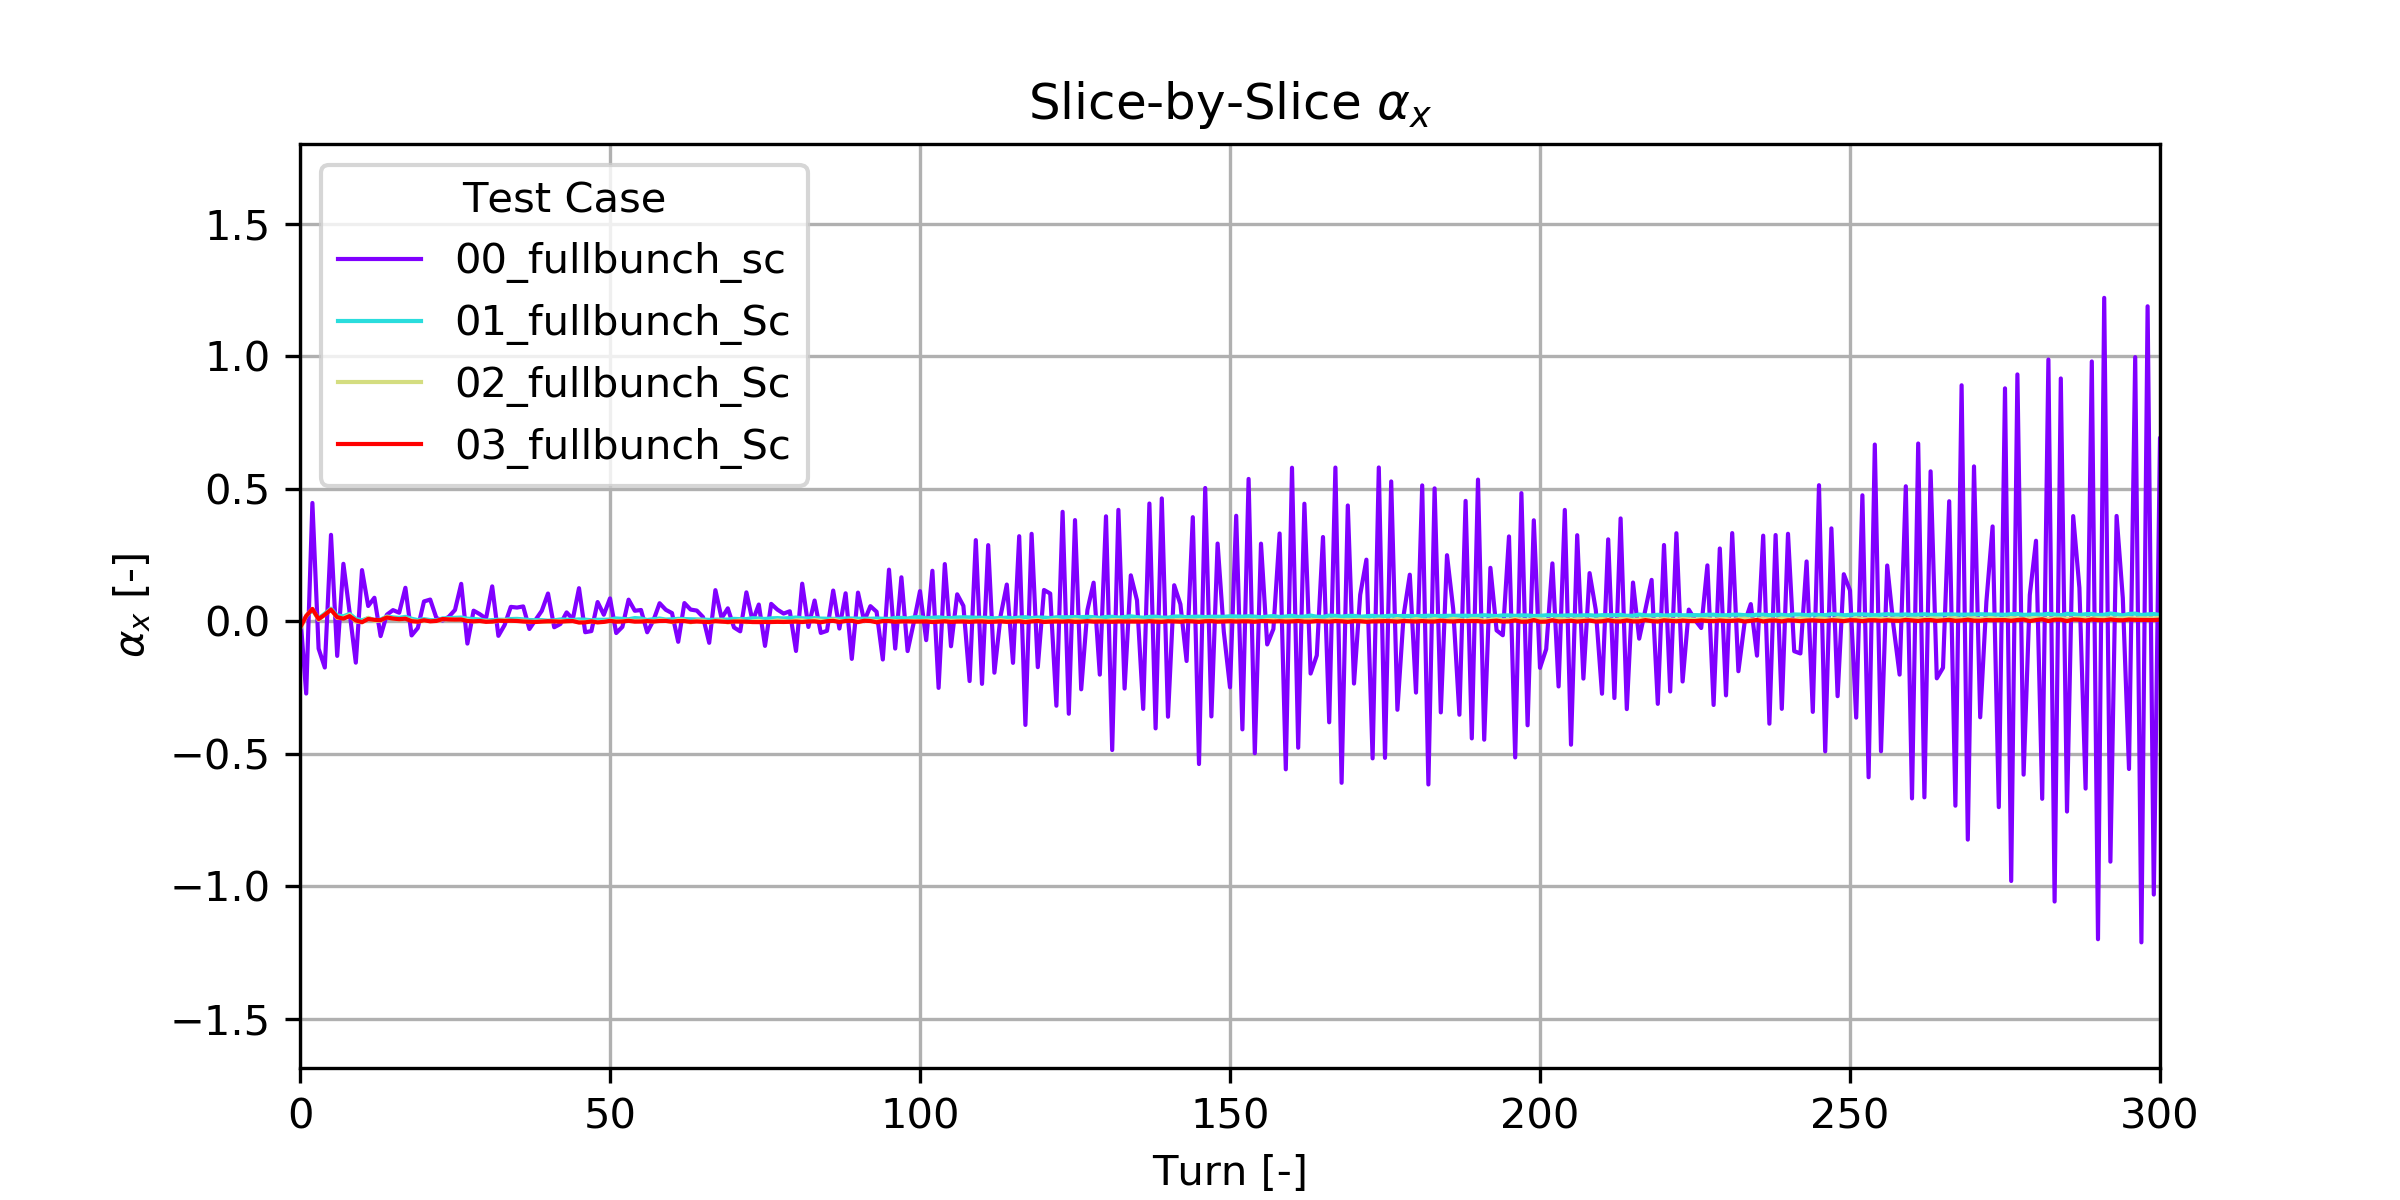 Slice-by-Slice αₓ
Test Case
00_fullbunch_sc
01_fullbunch_Sc
02_fullbunch_Sc
03_fullbunch_Sc
αₓ [-]
1.5
1.0
0.5
0.0
−0.5
−1.0
−1.5
0 50 100 150 200 250 300
Turn [-]